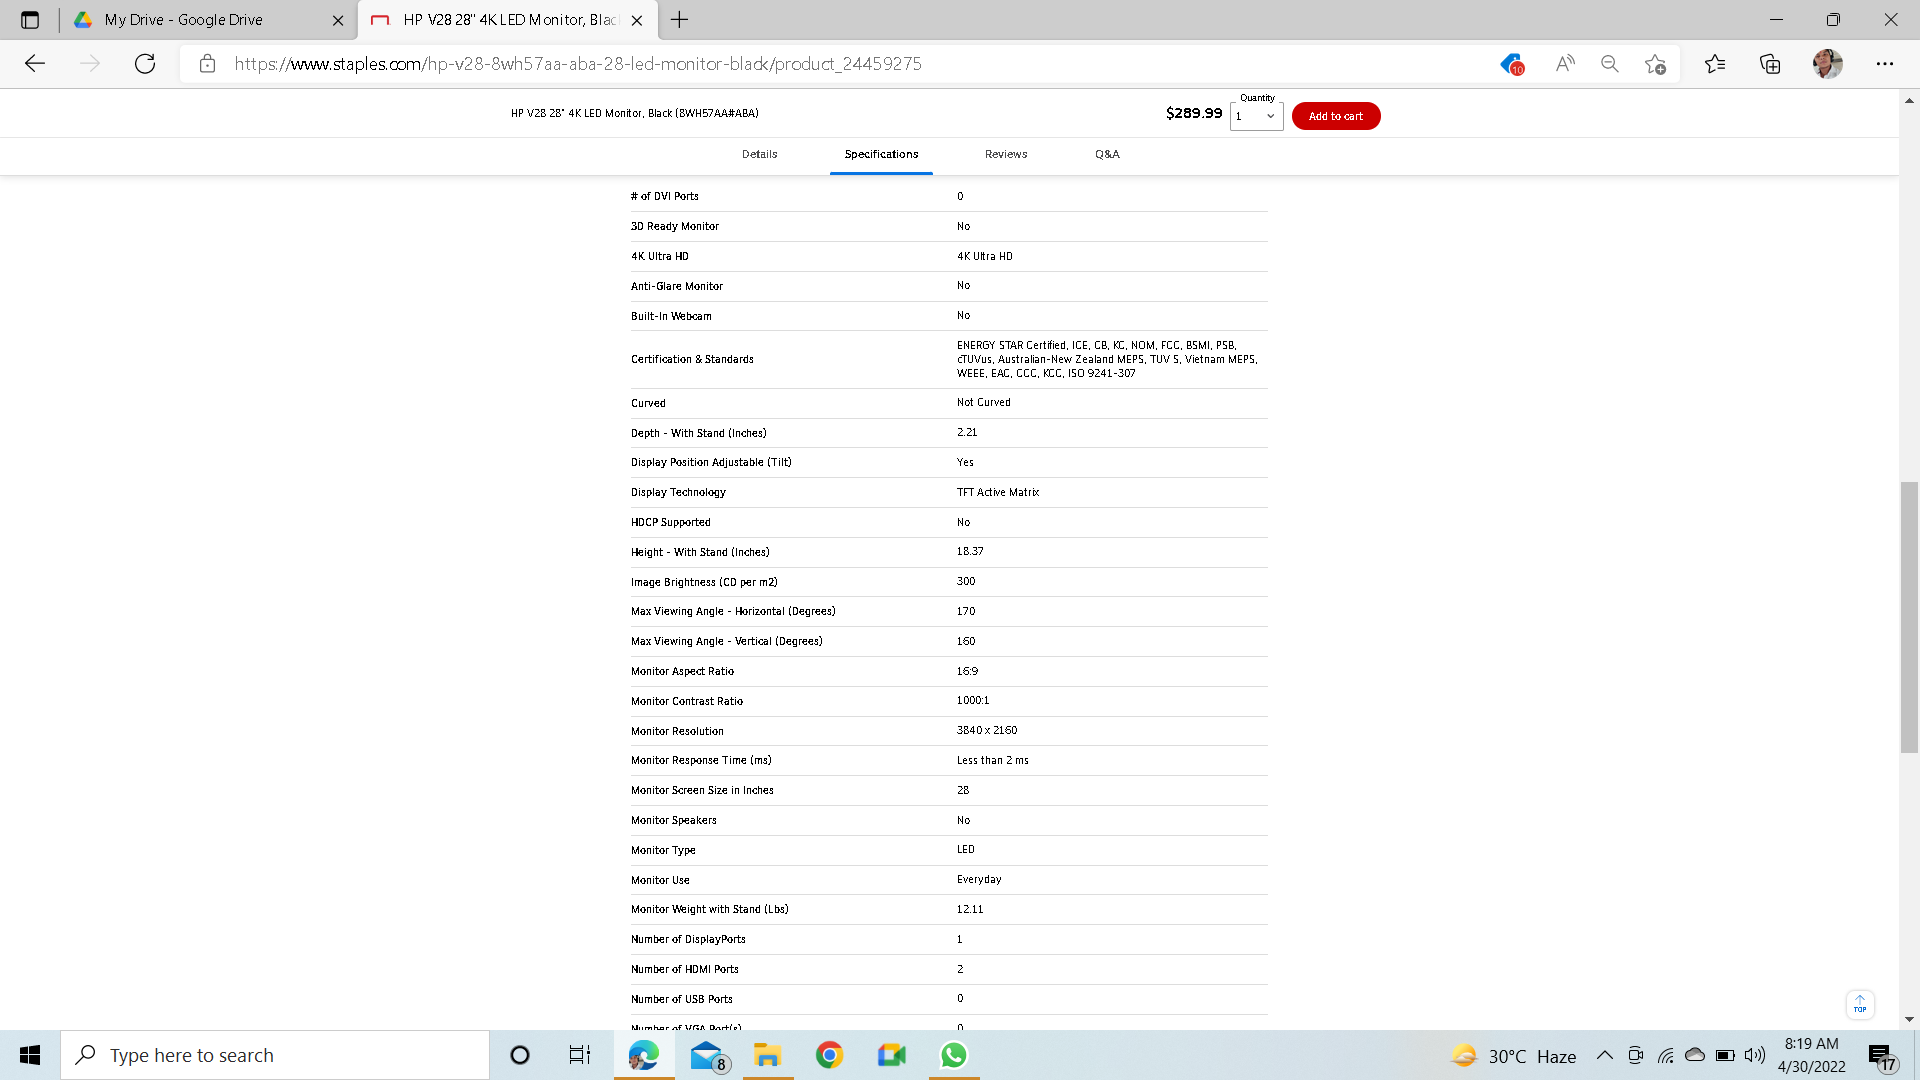 My Drive - Google Drive
HP V28 28" 4K LED Monitor, Blac
https://www.staples.com/hp-v28-8wh57aa-aba-28-led-monitor-black/product_24459275
10
HP V28 28" 4K LED Monitor, Black (8WH57AA#ABA)
$289.99
Quantity
1
Add to cart
Details
Specifications
Reviews
Q&A
# of DVI Ports 0
3D Ready Monitor No
4K Ultra HD 4K Ultra HD
Anti-Glare Monitor No
Built-In Webcam No
Certification & Standards
ENERGY STAR Certified, ICE, CB, KC, NOM, FCC, BSMI, PSB,
cTUVus, Australian-New Zealand MEPS, TUV S, Vietnam MEPS,
WEEE, EAC, CCC, KCC, ISO 9241-307
Curved Not Curved
Depth - With Stand (Inches) 2.21
Display Position Adjustable (Tilt) Yes
Display Technology TFT Active Matrix
HDCP Supported No
Height - With Stand (Inches) 18.37
Image Brightness (CD per m2) 300
Max Viewing Angle - Horizontal (Degrees) 170
Max Viewing Angle - Vertical (Degrees) 160
Monitor Aspect Ratio 16:9
Monitor Contrast Ratio 1000:1
Monitor Resolution 3840 x 2160
Monitor Response Time (ms) Less than 2 ms
Monitor Screen Size in Inches 28
Monitor Speakers No
Monitor Type LED
Monitor Use Everyday
Monitor Weight with Stand (Lbs) 12.11
Number of DisplayPorts 1
Number of HDMI Ports 2
Number of USB Ports 0
Number of VGA Port(s) 0
TOP
Type here to search
8
30°C Haze
8:19 AM
4/30/2022
17